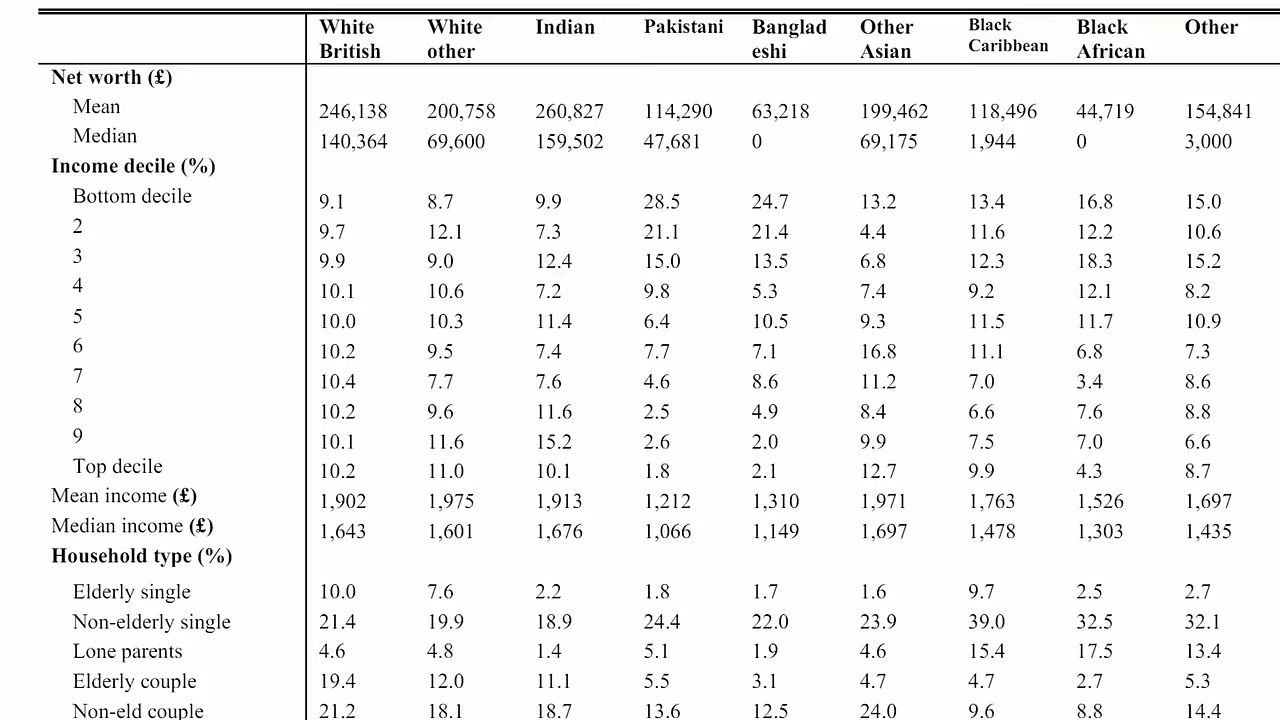 White British White other Indian Pakistani Banglad eshi Other Asian Black Caribbean Black African Other
Net worth (£)
Mean 246,138 200,758 260,827 114,290 63,218 199,462 118,496 44,719 154,841
Median 140,364 69,600 159,502 47,681 0 69,175 1,944 0 3,000
Income decile (%)
Bottom decile 9.1 8.7 9.9 28.5 24.7 13.2 13.4 16.8 15.0
2 9.7 12.1 7.3 21.1 21.4 4.4 11.6 12.2 10.6
3 9.9 9.0 12.4 15.0 13.5 6.8 12.3 18.3 15.2
4 10.1 10.6 7.2 9.8 5.3 7.4 9.2 12.1 8.2
5 10.0 10.3 11.4 6.4 10.5 9.3 11.5 11.7 10.9
6 10.2 9.5 7.4 7.7 7.1 16.8 11.1 6.8 7.3
7 10.4 7.7 7.6 4.6 8.6 11.2 7.0 3.4 8.6
8 10.2 9.6 11.6 2.5 4.9 8.4 6.6 7.6 8.8
9 10.1 11.6 15.2 2.6 2.0 9.9 7.5 7.0 6.6
Top decile 10.2 11.0 10.1 1.8 2.1 12.7 9.9 4.3 8.7
Mean income (£) 1,902 1,975 1,913 1,212 1,310 1,971 1,763 1,526 1,697
Median income (£) 1,643 1,601 1,676 1,066 1,149 1,697 1,478 1,303 1,435
Household type (%)
Elderly single 10.0 7.6 2.2 1.8 1.7 1.6 9.7 2.5 2.7
Non-elderly single 21.4 19.9 18.9 24.4 22.0 23.9 39.0 32.5 32.1
Lone parents 4.6 4.8 1.4 5.1 1.9 4.6 15.4 17.5 13.4
Elderly couple 19.4 12.0 11.1 5.5 3.1 4.7 4.7 2.7 5.3
Non-eld couple 21.2 18.1 18.7 13.6 12.5 24.0 9.6 8.8 14.4